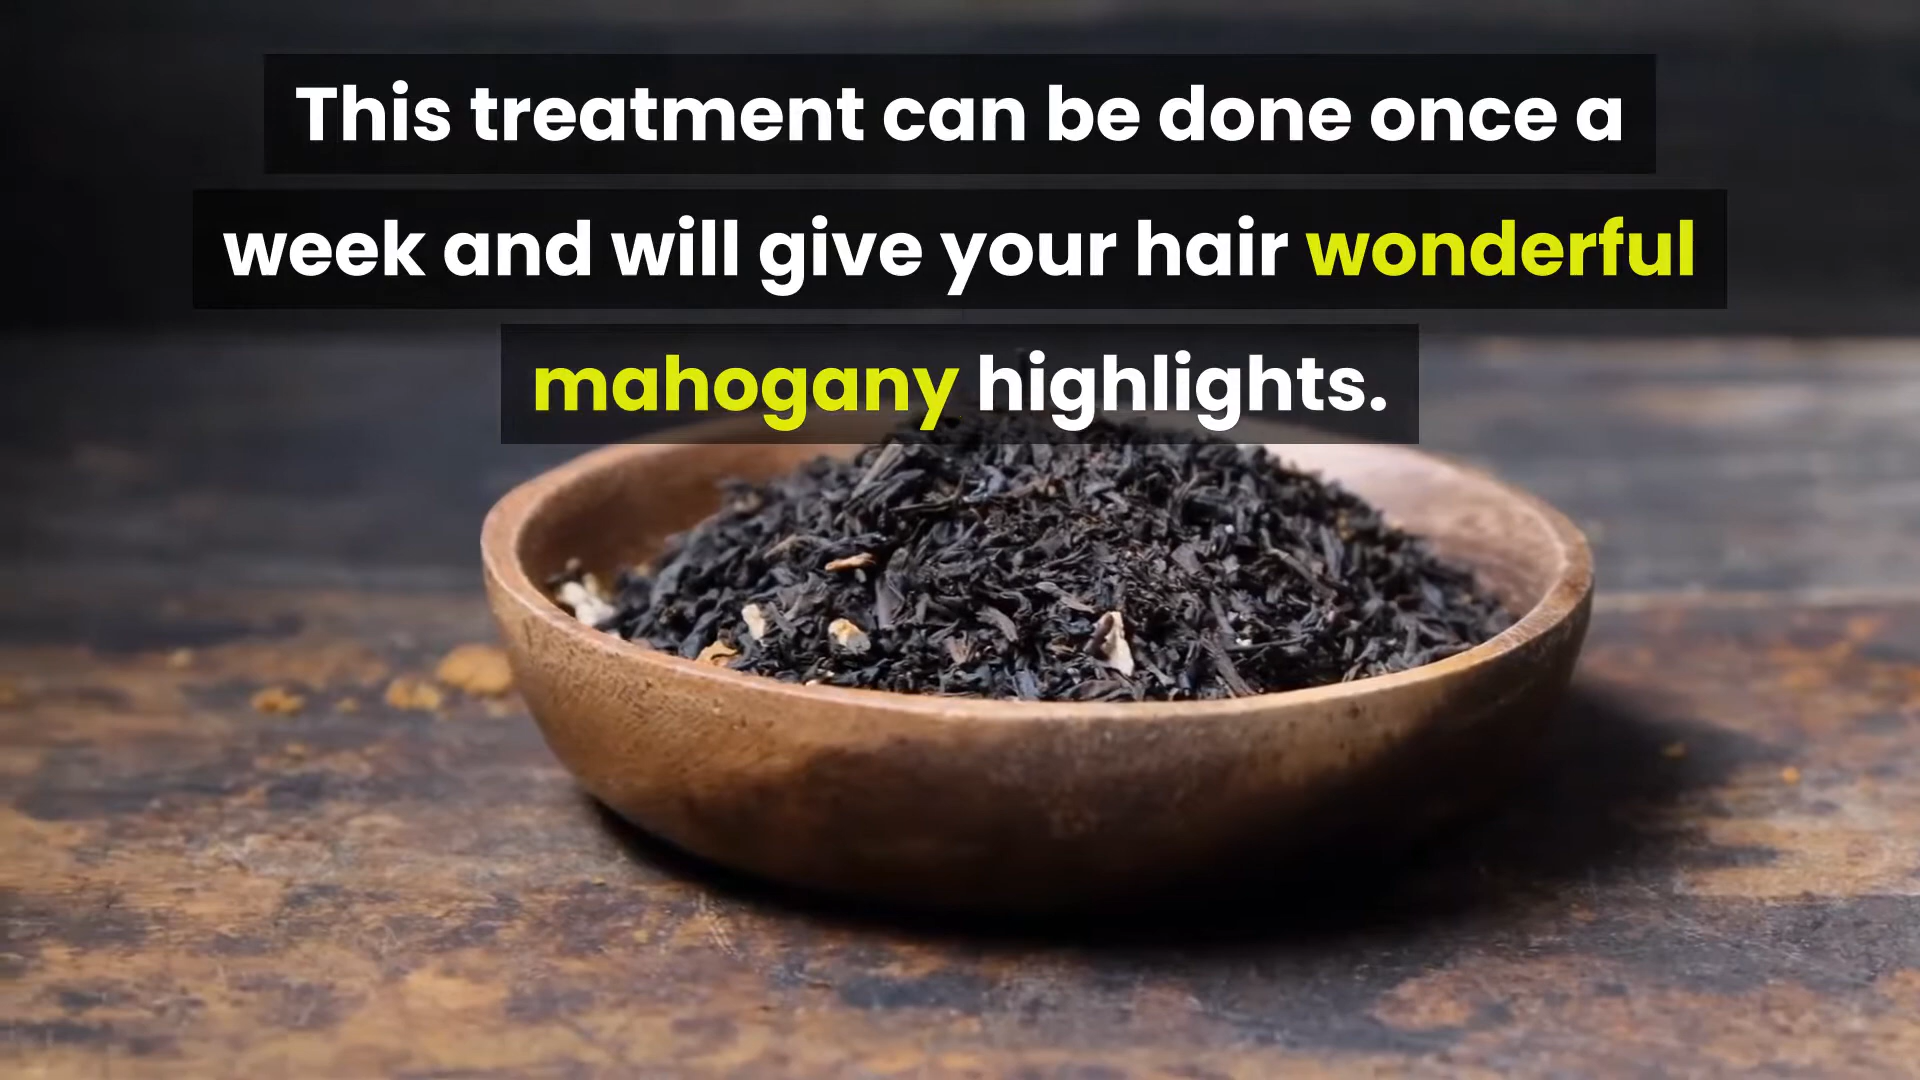 This treatment can be done once a
week and will give your hair wonderful
mahogany highlights.